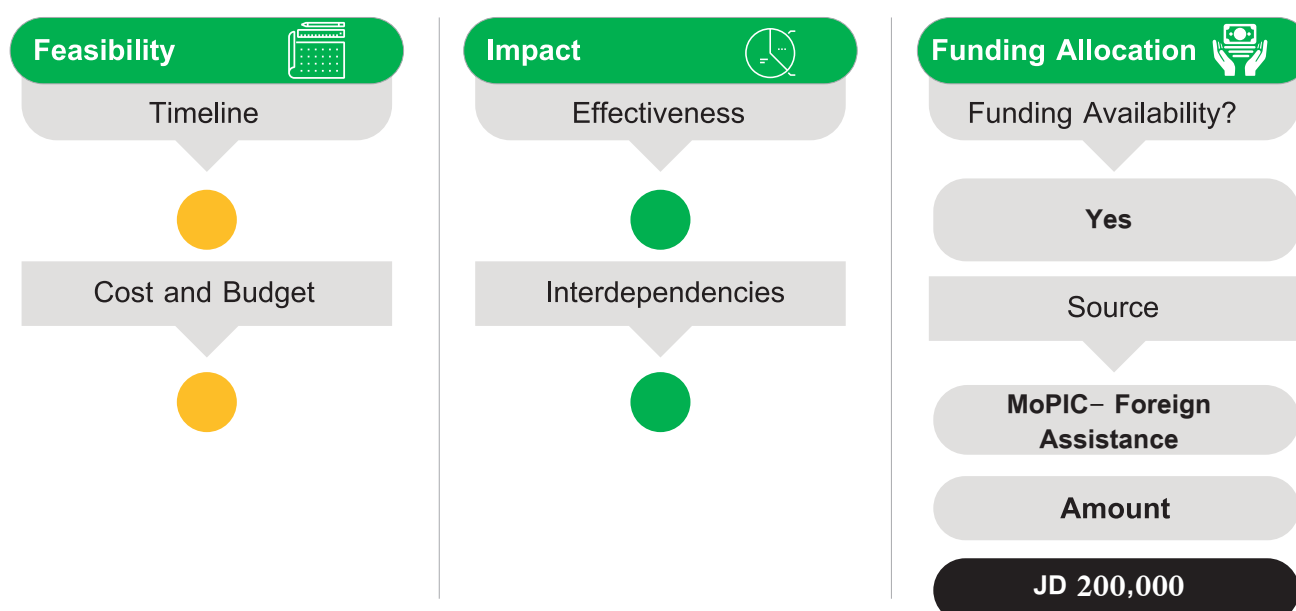 Feasibility
Timeline
Cost and Budget
Impact
Effectiveness
Interdependencies
Funding Allocation
Funding Availability?
Yes
Source
MoPIC– Foreign
Assistance
Amount
JD 200,000